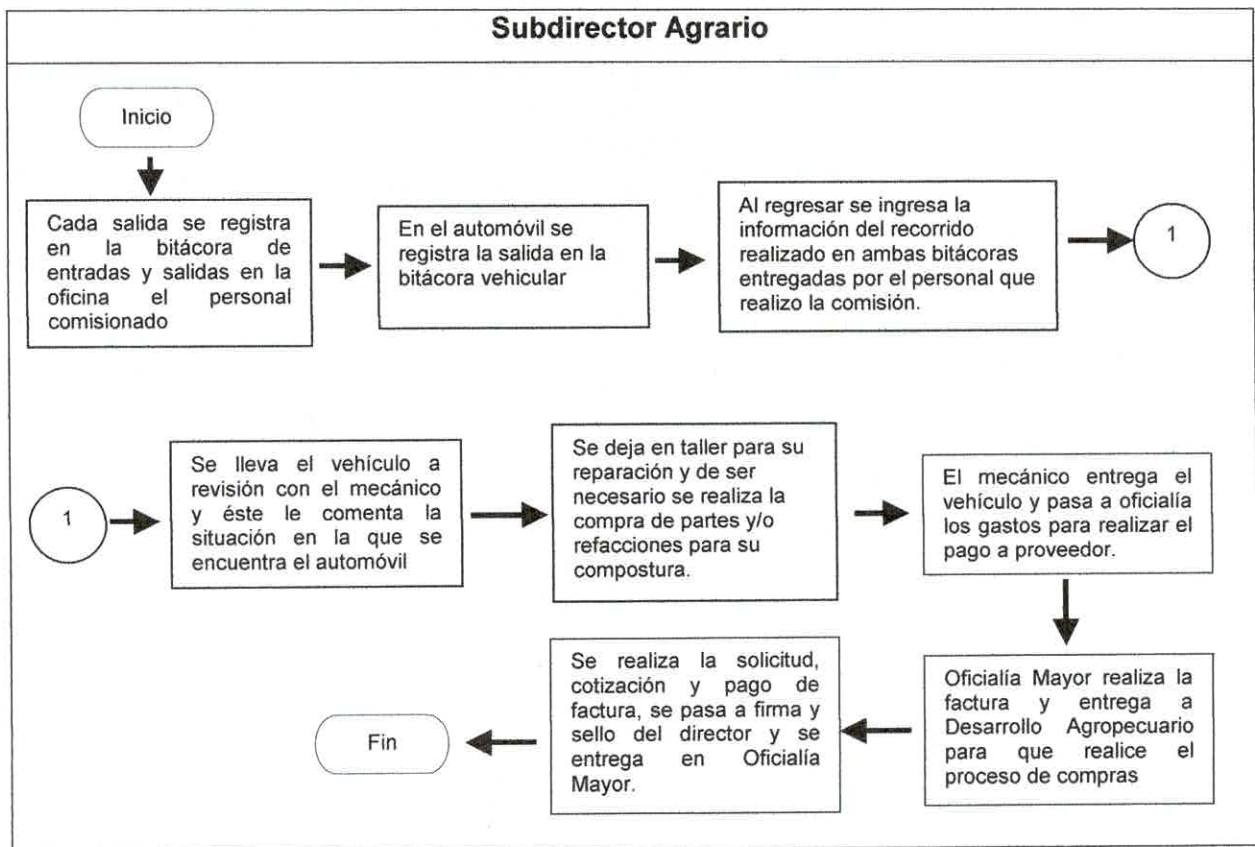 Subdirector Agrario
Inicio
Cada salida se registra
en la bitácora de
entradas y salidas en la
oficina el personal
comisionado
En el automóvil se
registra la salida en la
bitácora vehicular
Al regresar se ingresa la
información del recorrido
realizado en ambas bitácoras
entregadas por el personal que
realizo la comisión.
1
1
Se lleva el vehículo a
revisión con el mecánico
y éste le comenta la
situación en la que se
encuentra el automóvil
Se deja en taller para su
reparación y de ser
necesario se realiza la
compra de partes y/o
refacciones para su
compostura.
El mecánico entrega el
vehículo y pasa a oficialía
los gastos para realizar el
pago a proveedor.
Oficialía Mayor realiza la
factura y entrega a
Desarrollo Agropecuario
para que realice el
proceso de compras
Se realiza la solicitud,
cotización y pago de
factura, se pasa a firma y
sello del director y se
entrega en Oficialía
Mayor.
Fin